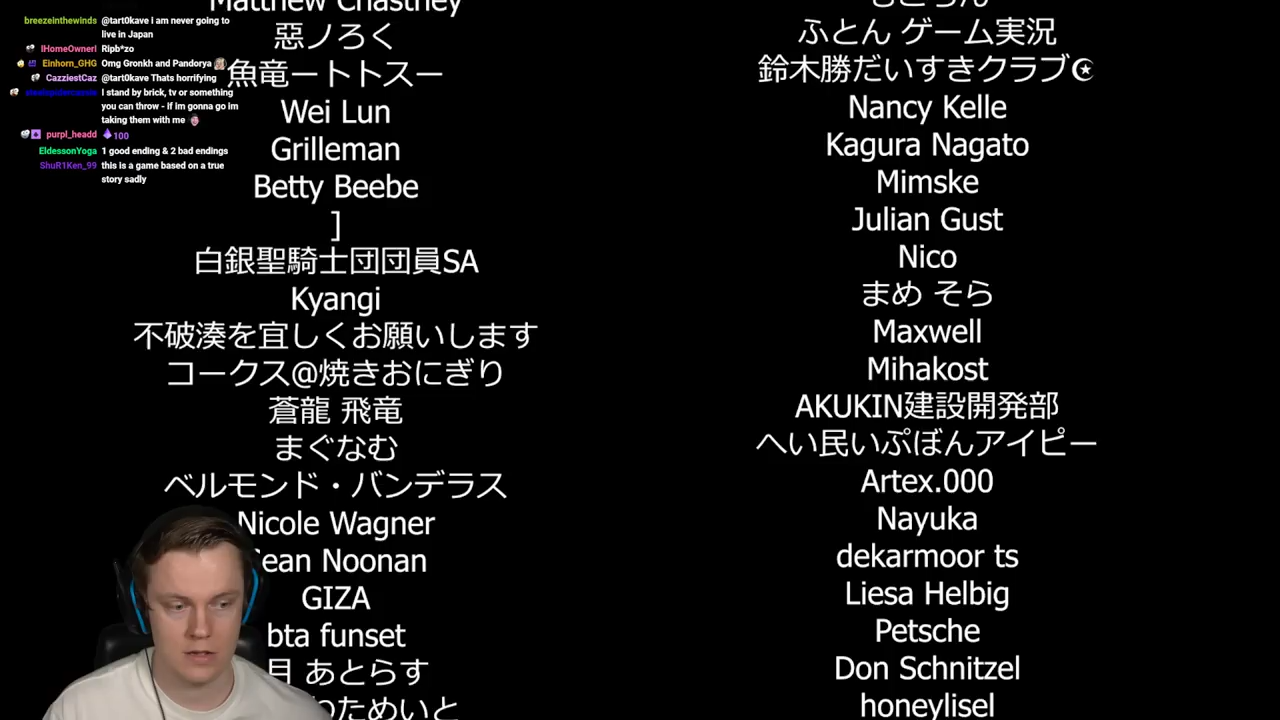 breezeinthewinds @tart0kave i am never going to
live in Japan
IHomeOwnerI Ripb*zo
Einhorn_GHG Omg Gronkh and Pandorya
CazziestCaz @tart0kave Thats horrifying
I stand by brick, tv or something
you can throw - if im gonna go im
taking them with me
purpl_headd 100
EldessonYoga 1 good ending & 2 bad endings
ShuR1Ken_99 this is a game based on a true
story sadly
Matthew Chastney
惡ノろく
魚竜ートトスー
Wei Lun
Grilleman
Betty Beebe
]
白銀聖騎士団団員SA
Kyangi
不破湊を宜しくお願いします
コークス@焼きおにぎり
蒼龍 飛竜
まぐなむ
ベルモンド・バンデラス
Nicole Wagner
Sean Noonan
GIZA
bta funset
月 あとらす
ためいと
ふとん ゲーム実況
鈴木勝だいすきクラブ☪
Nancy Kelle
Kagura Nagato
Mimske
Julian Gust
Nico
まめ そら
Maxwell
Mihakost
AKUKIN建設開発部
へい民いぷぼんアイピー
Artex.000
Nayuka
dekarmoor ts
Liesa Helbig
Petsche
Don Schnitzel
honeylisel